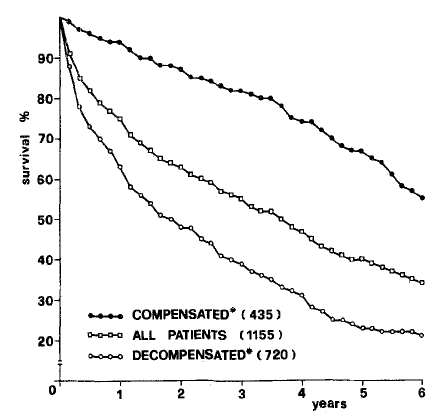 survival %
90
80
70
60
50
40
30
20
COMPENSATED* (435)
ALL PATIENTS (1155)
DECOMPENSATED* (720)
0 1 2 3 4 5 6
years